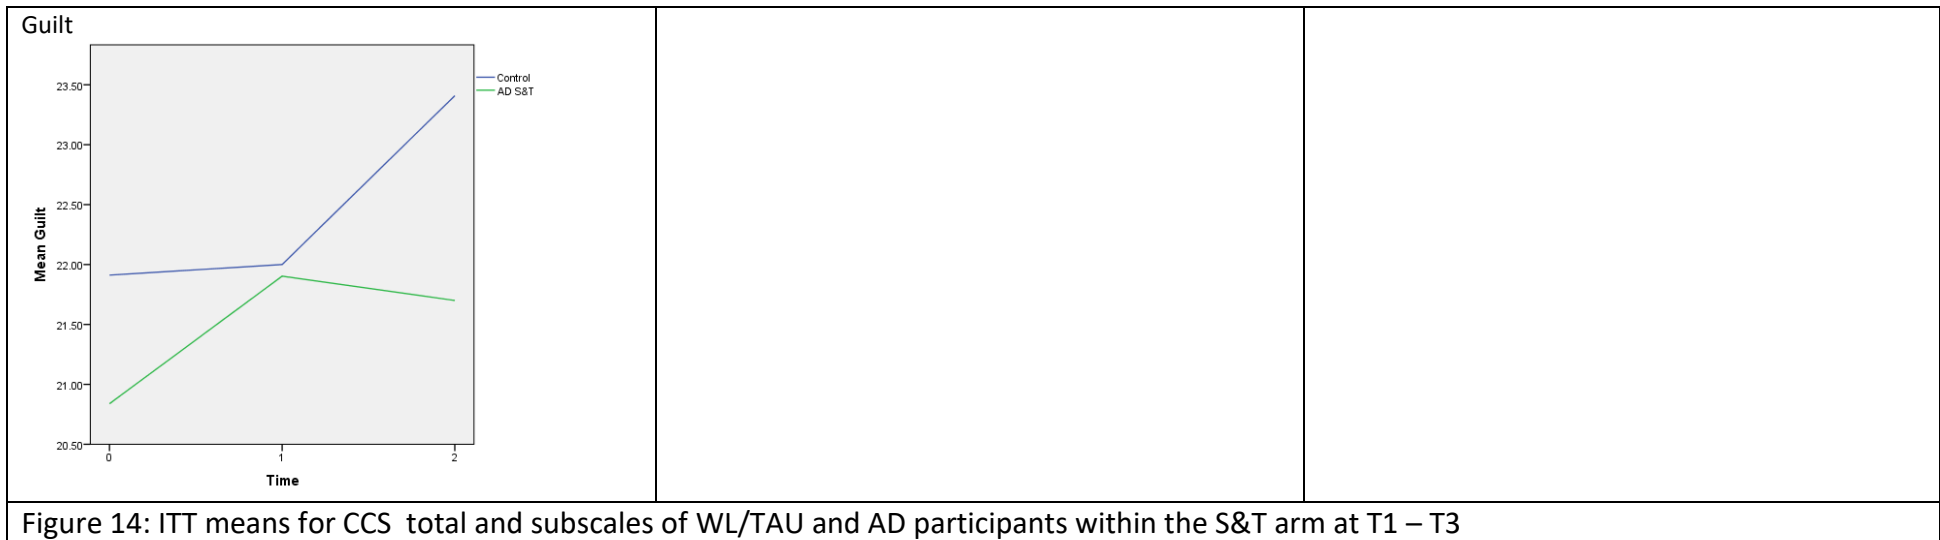 Guilt
Control
AD S&T
23.50
23.00
22.50
22.00
21.50
21.00
20.50
Mean Guilt
0 1 2
Time
Figure 14: ITT means for CCS total and subscales of WL/TAU and AD participants within the S&T arm at T1 – T3